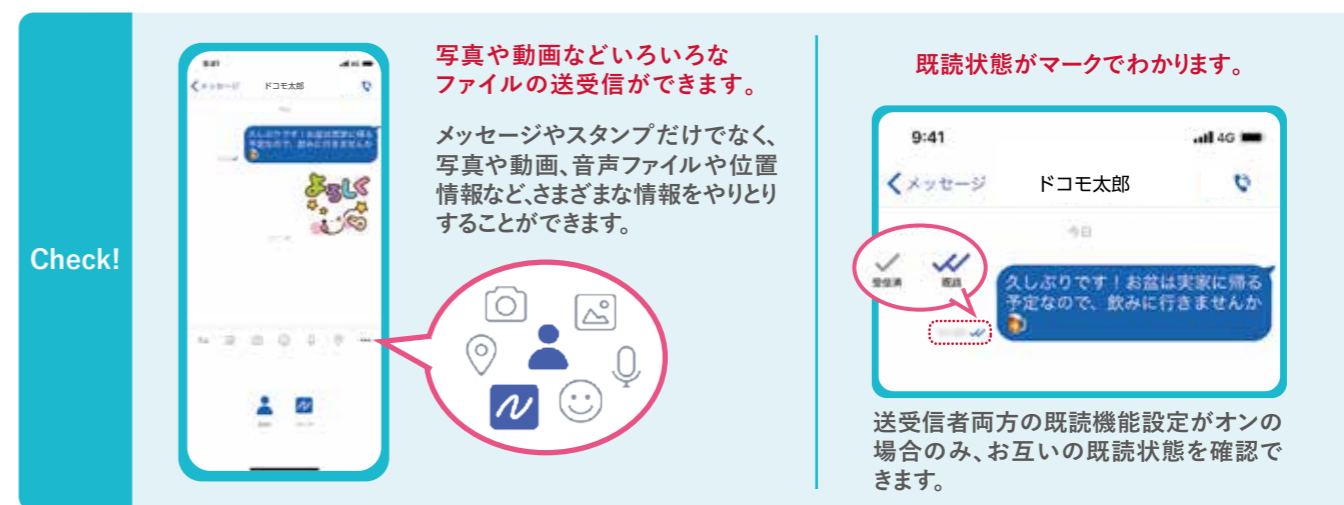 Check!
ドコモ太郎
よろしく
写真や動画などいろいろな
ファイルの送受信ができます。
メッセージやスタンプだけでなく、
写真や動画、音声ファイルや位置
情報など、さまざまな情報をやりとり
することができます。
既読状態がマークでわかります。
9:41
4G
メッセージ
ドコモ太郎
今日
受信済
既読
久しぶりです！お盆は実家に帰る
予定なので、飲みに行きませんか
送受信者両方の既読機能設定がオンの
場合のみ、お互いの既読状態を確認で
きます。